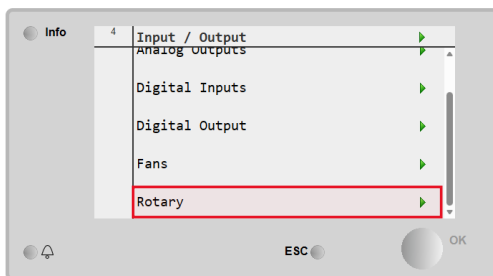 Info
4
Input / Output
Analog Outputs
Digital Inputs
Digital Output
Fans
Rotary
ESC
OK